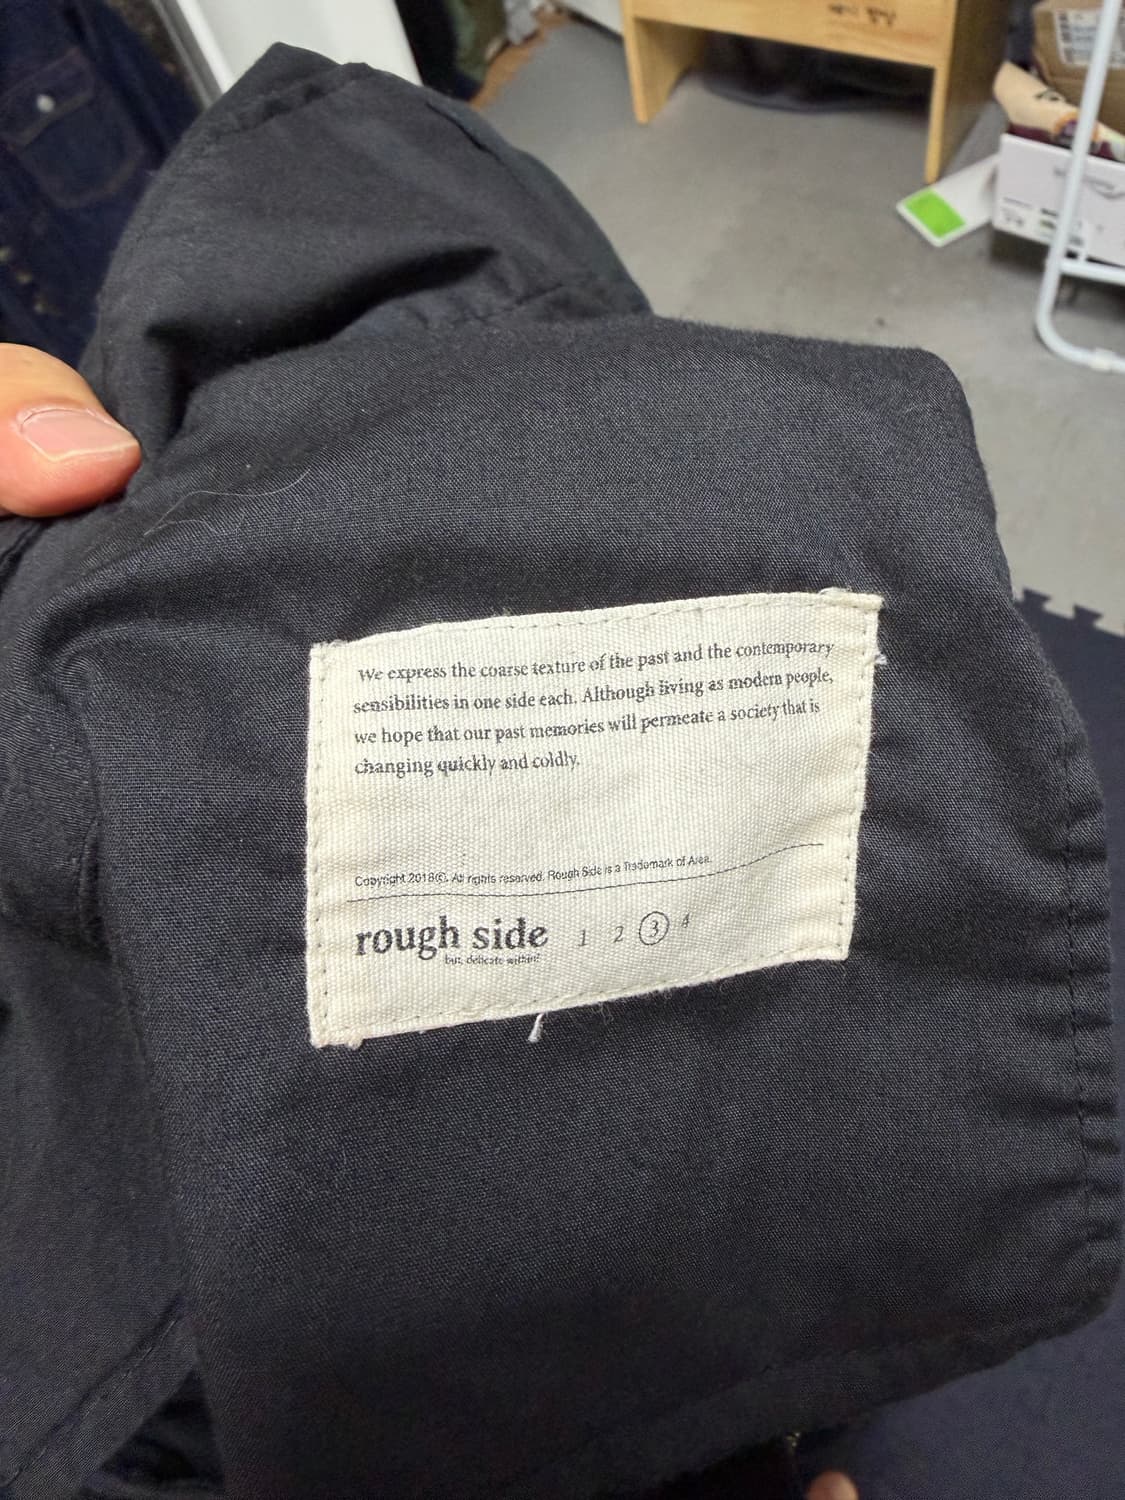 We express the coarse texture of the past and the contemporary
sensibilities in one side each. Although living as modern people,
we hope that our past memories will permeate a society that is
changing quickly and coldly.
Copyright 2018©. All rights reserved. Rough Side is a Trademark of Area.
rough side 1 2 3 4
but, delicate within!